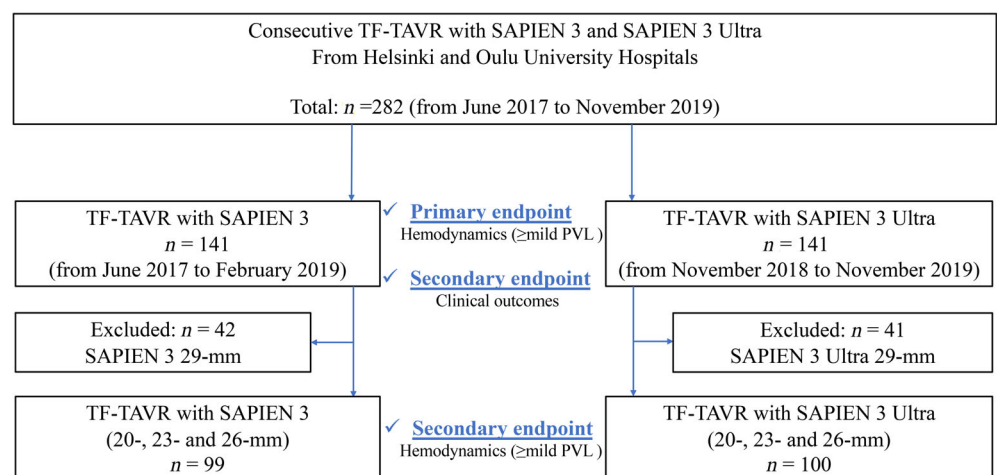 Consecutive TF-TAVR with SAPIEN 3 and SAPIEN 3 Ultra
From Helsinki and Oulu University Hospitals
Total: n =282 (from June 2017 to November 2019)
TF-TAVR with SAPIEN 3
n = 141
(from June 2017 to February 2019)
✓ Primary endpoint
Hemodynamics (≥mild PVL )
✓ Secondary endpoint
Clinical outcomes
TF-TAVR with SAPIEN 3 Ultra
n = 141
(from November 2018 to November 2019)
Excluded: n = 42
SAPIEN 3 29-mm
Excluded: n = 41
SAPIEN 3 Ultra 29-mm
TF-TAVR with SAPIEN 3
(20-, 23- and 26-mm)
n = 99
✓ Secondary endpoint
Hemodynamics (≥mild PVL )
TF-TAVR with SAPIEN 3 Ultra
(20-, 23- and 26-mm)
n = 100